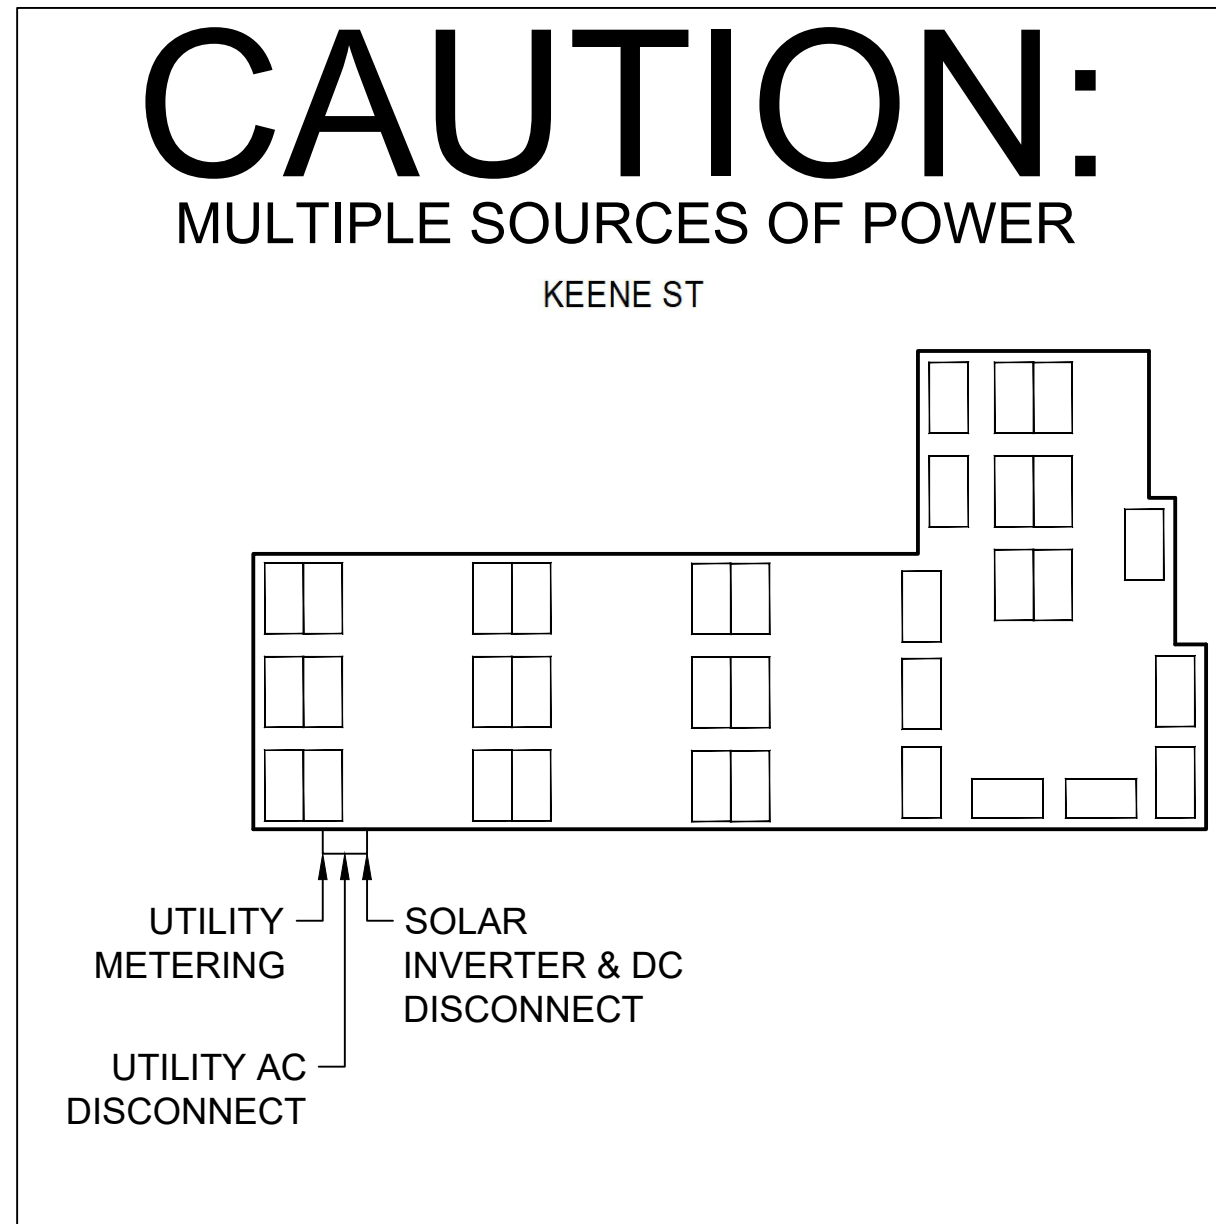 CAUTION:
MULTIPLE SOURCES OF POWER
KEENE ST
UTILITY
METERING
SOLAR
INVERTER & DC
DISCONNECT
UTILITY AC
DISCONNECT